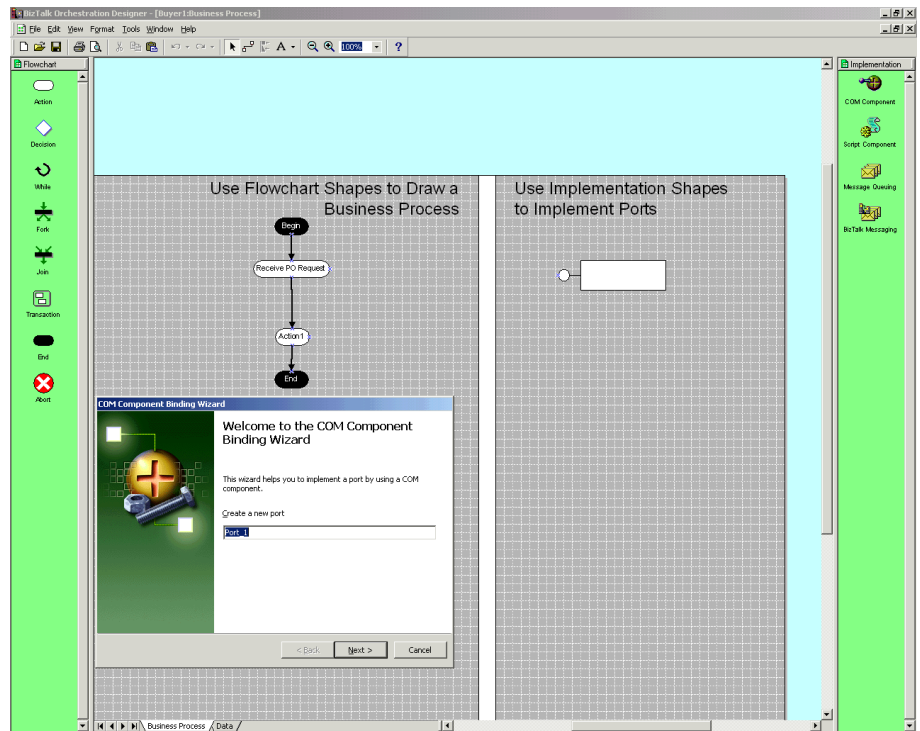 BizTalk Orchestration Designer - [Buyer1:Business Process]
File Edit View Format Tools Window Help
A 100% ?
Flowchart
Action
Decision
While
Fork
Join
Transaction
End
Abort
Use Flowchart Shapes to Draw a
Business Process
Begin
Receive PO Request
Action1
End
Use Implementation Shapes
to Implement Ports
COM Component Binding Wizard
Welcome to the COM Component
Binding Wizard
This wizard helps you to implement a port by using a COM
component.
Create a new port
Port_1
< Back Next > Cancel
Business Process Data
Implementation
COM Component
Script Component
Message Queuing
BizTalk Messaging